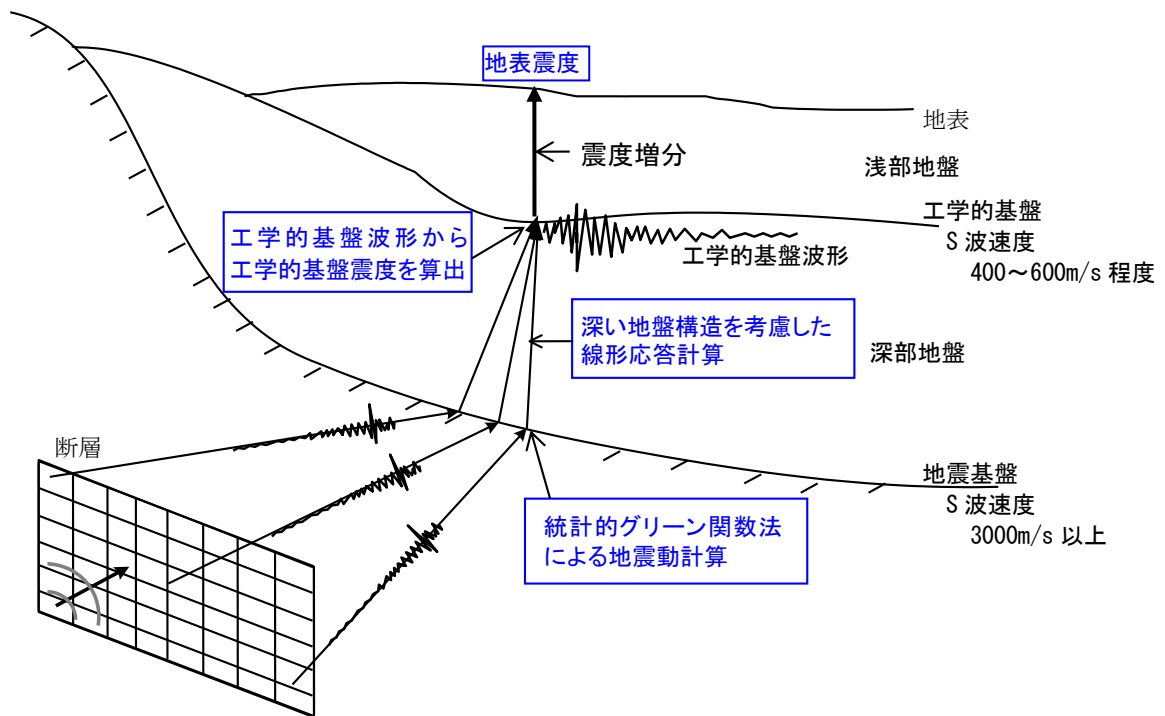 地表震度
地表
震度増分
浅部地盤
工学的基盤
S 波速度
400～600m/s 程度
工学的基盤波形から
工学的基盤震度を算出
工学的基盤波形
深い地盤構造を考慮した
線形応答計算
深部地盤
断層
地震基盤
S 波速度
3000m/s 以上
統計的グリーン関数法
による地震動計算